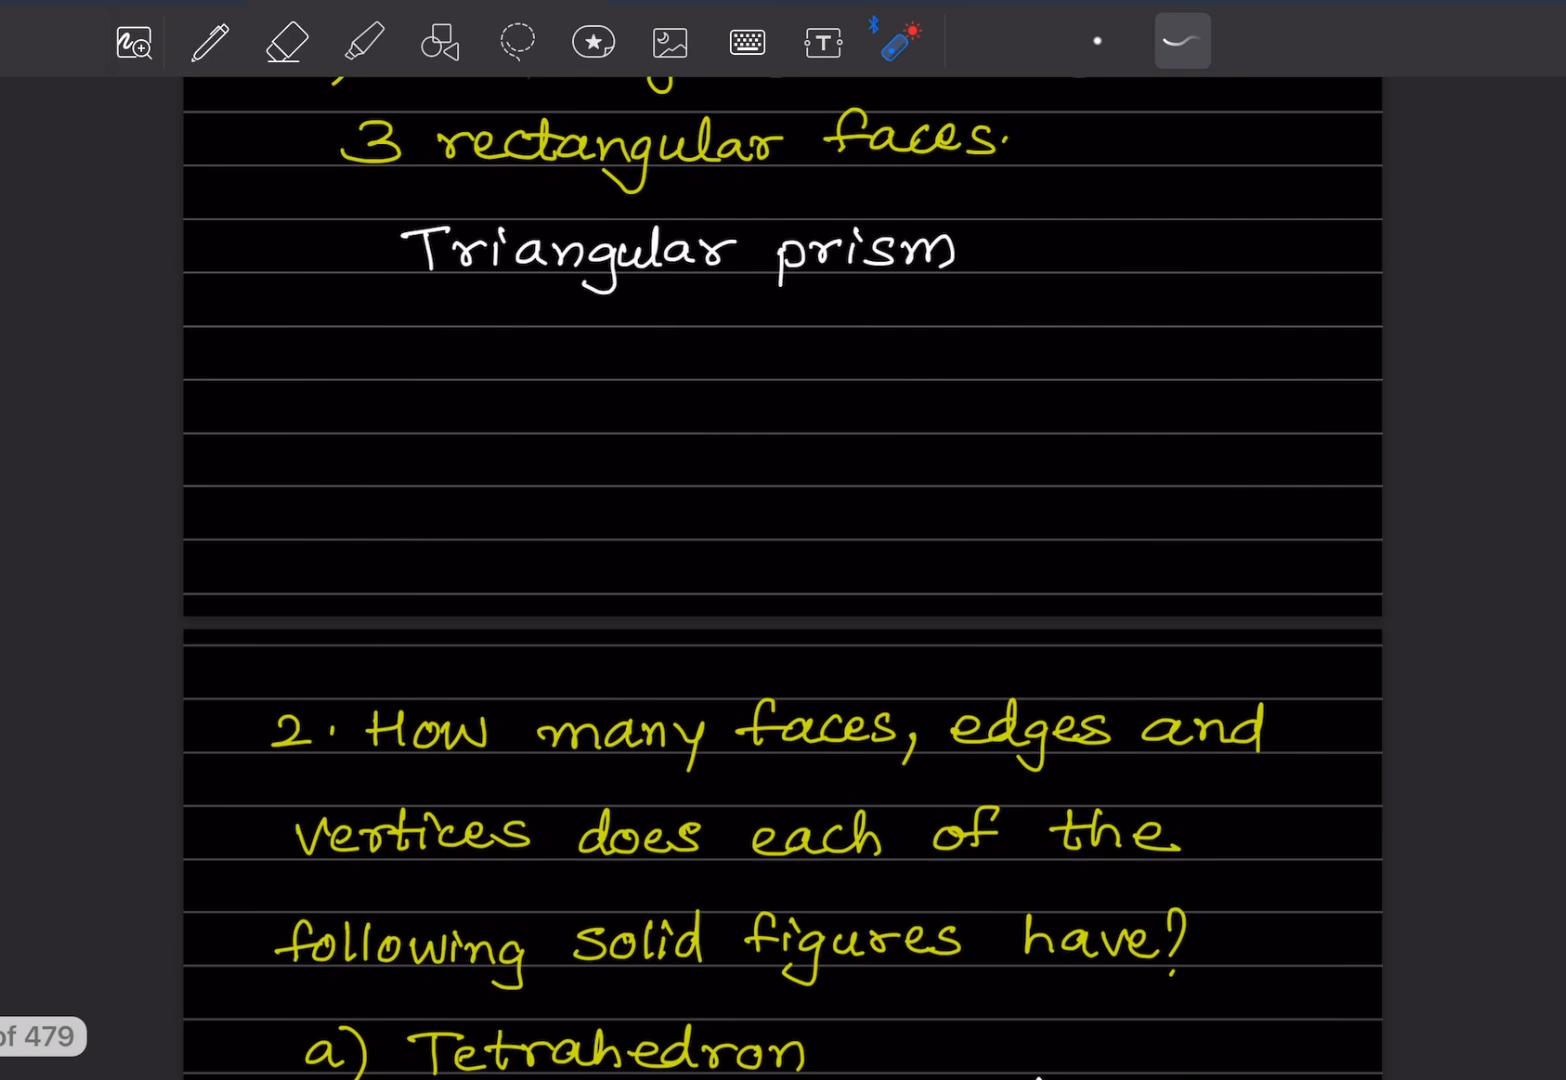 3 rectangular faces.
Triangular prism
2. How many faces, edges and
vertices does each of the
following solid figures have?
of 479
a) Tetrahedron